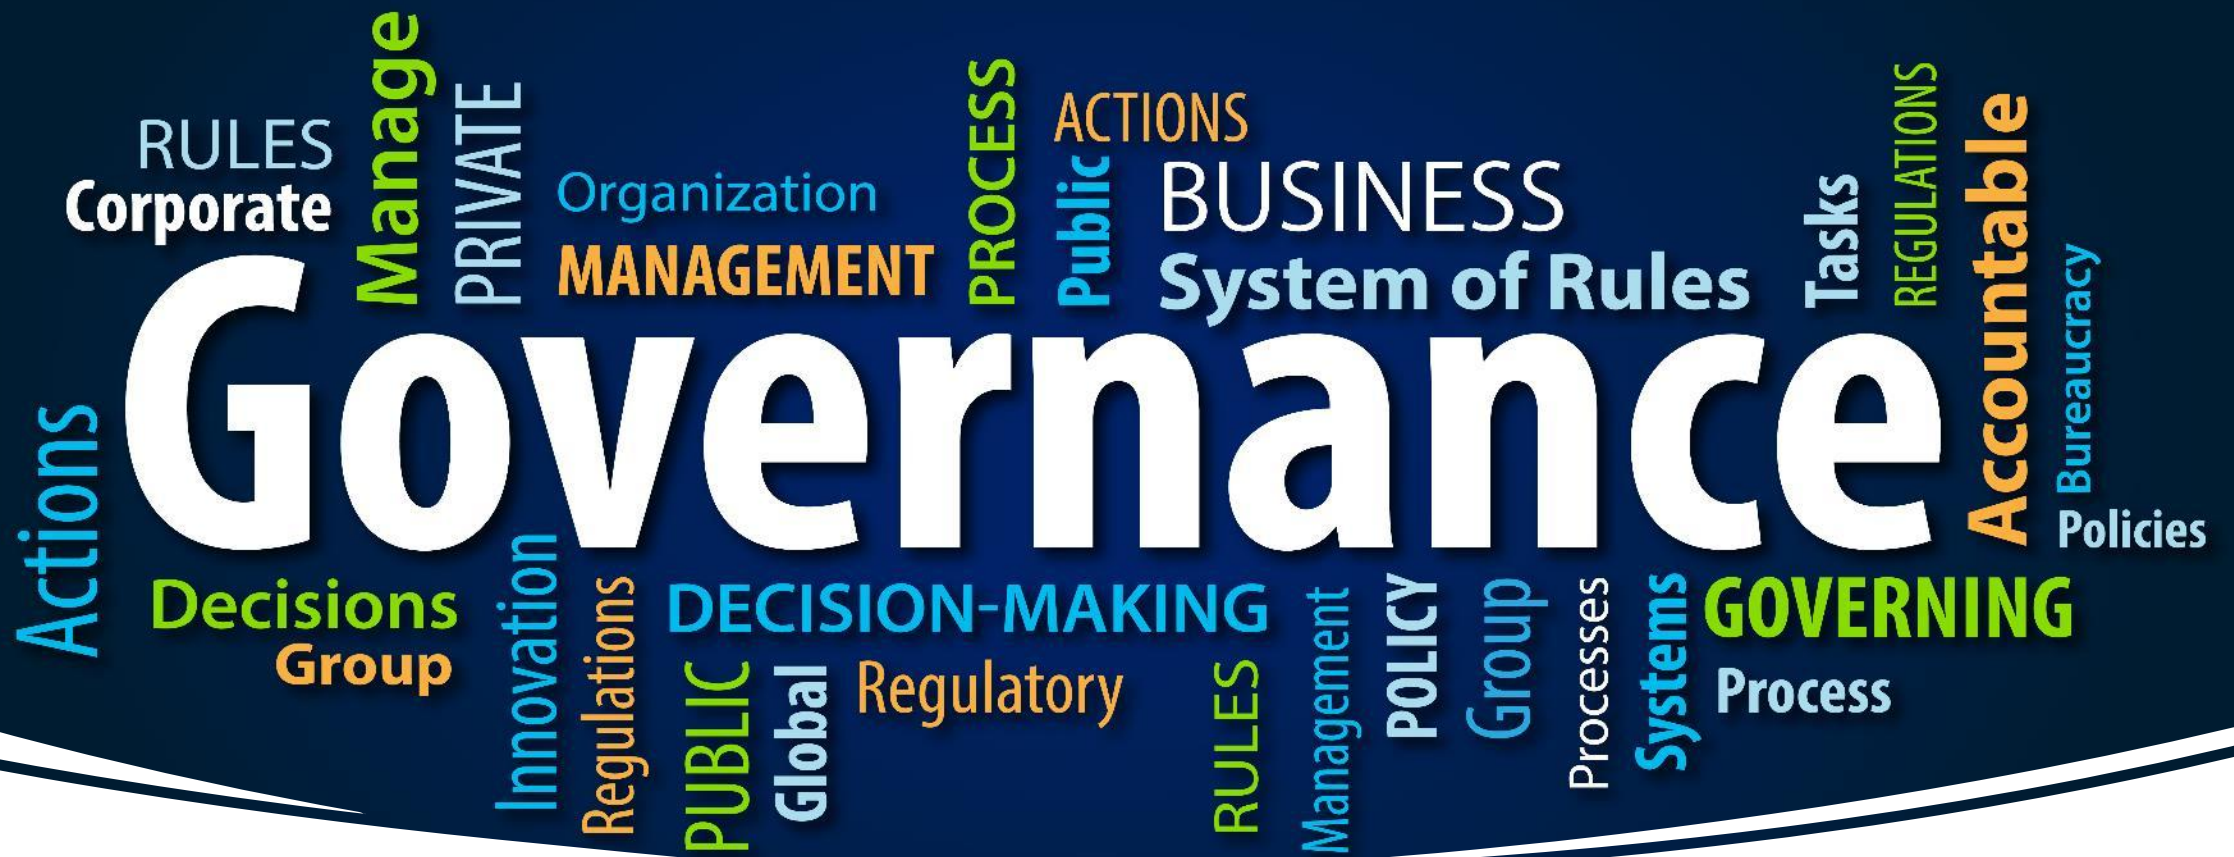 Manage
PRIVATE
RULES
Corporate
Organization
MANAGEMENT
PROCESS
ACTIONS
Public
BUSINESS
System of Rules
Tasks
REGULATIONS
Accountable
Bureaucracy
Policies
Governance
Actions
Decisions
Group
Innovation
Regulations
DECISION-MAKING
PUBLIC
Global
Regulatory
RULES
Management
POLICY
Group
Processes
Systems
GOVERNING
Process